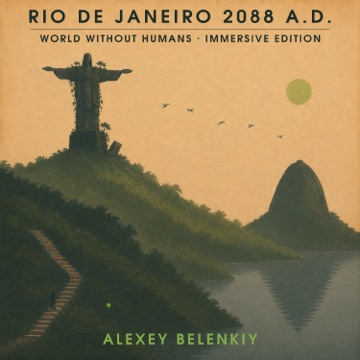 RIO DE JANEIRO 2088 A.D.
WORLD WITHOUT HUMANS · IMMERSIVE EDITION
ALEXEY BELENKIY